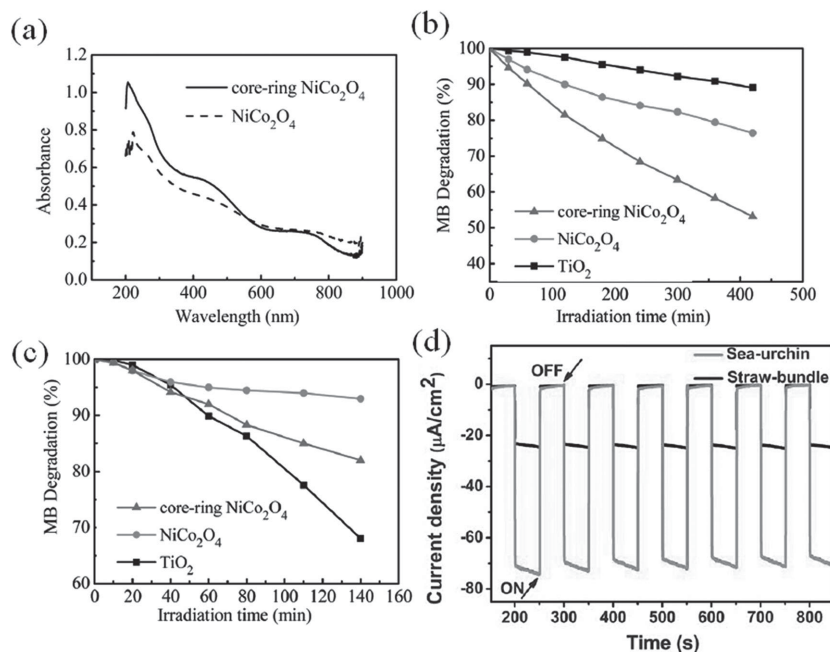 (a)
1.2
1.0
0.8
0.6
0.4
0.2
0.0
Absorbance
core-ring NiCo₂O₄
NiCo₂O₄
200
400
600
800
1000
Wavelength (nm)
(b)
100
90
80
70
60
50
40
MB Degradation (%)
core-ring NiCo₂O₄
NiCo₂O₄
TiO₂
0
100
200
300
400
500
Irradiation time (min)
(c)
100
90
80
70
60
MB Degradation (%)
core-ring NiCo₂O₄
NiCo₂O₄
TiO₂
0
20
40
60
80
100
120
140
160
Irradiation time (min)
(d)
0
-20
-40
-60
-80
Current density (μA/cm²)
OFF
Sea-urchin
Straw-bundle
ON
200
300
400
500
600
700
800
Time (s)